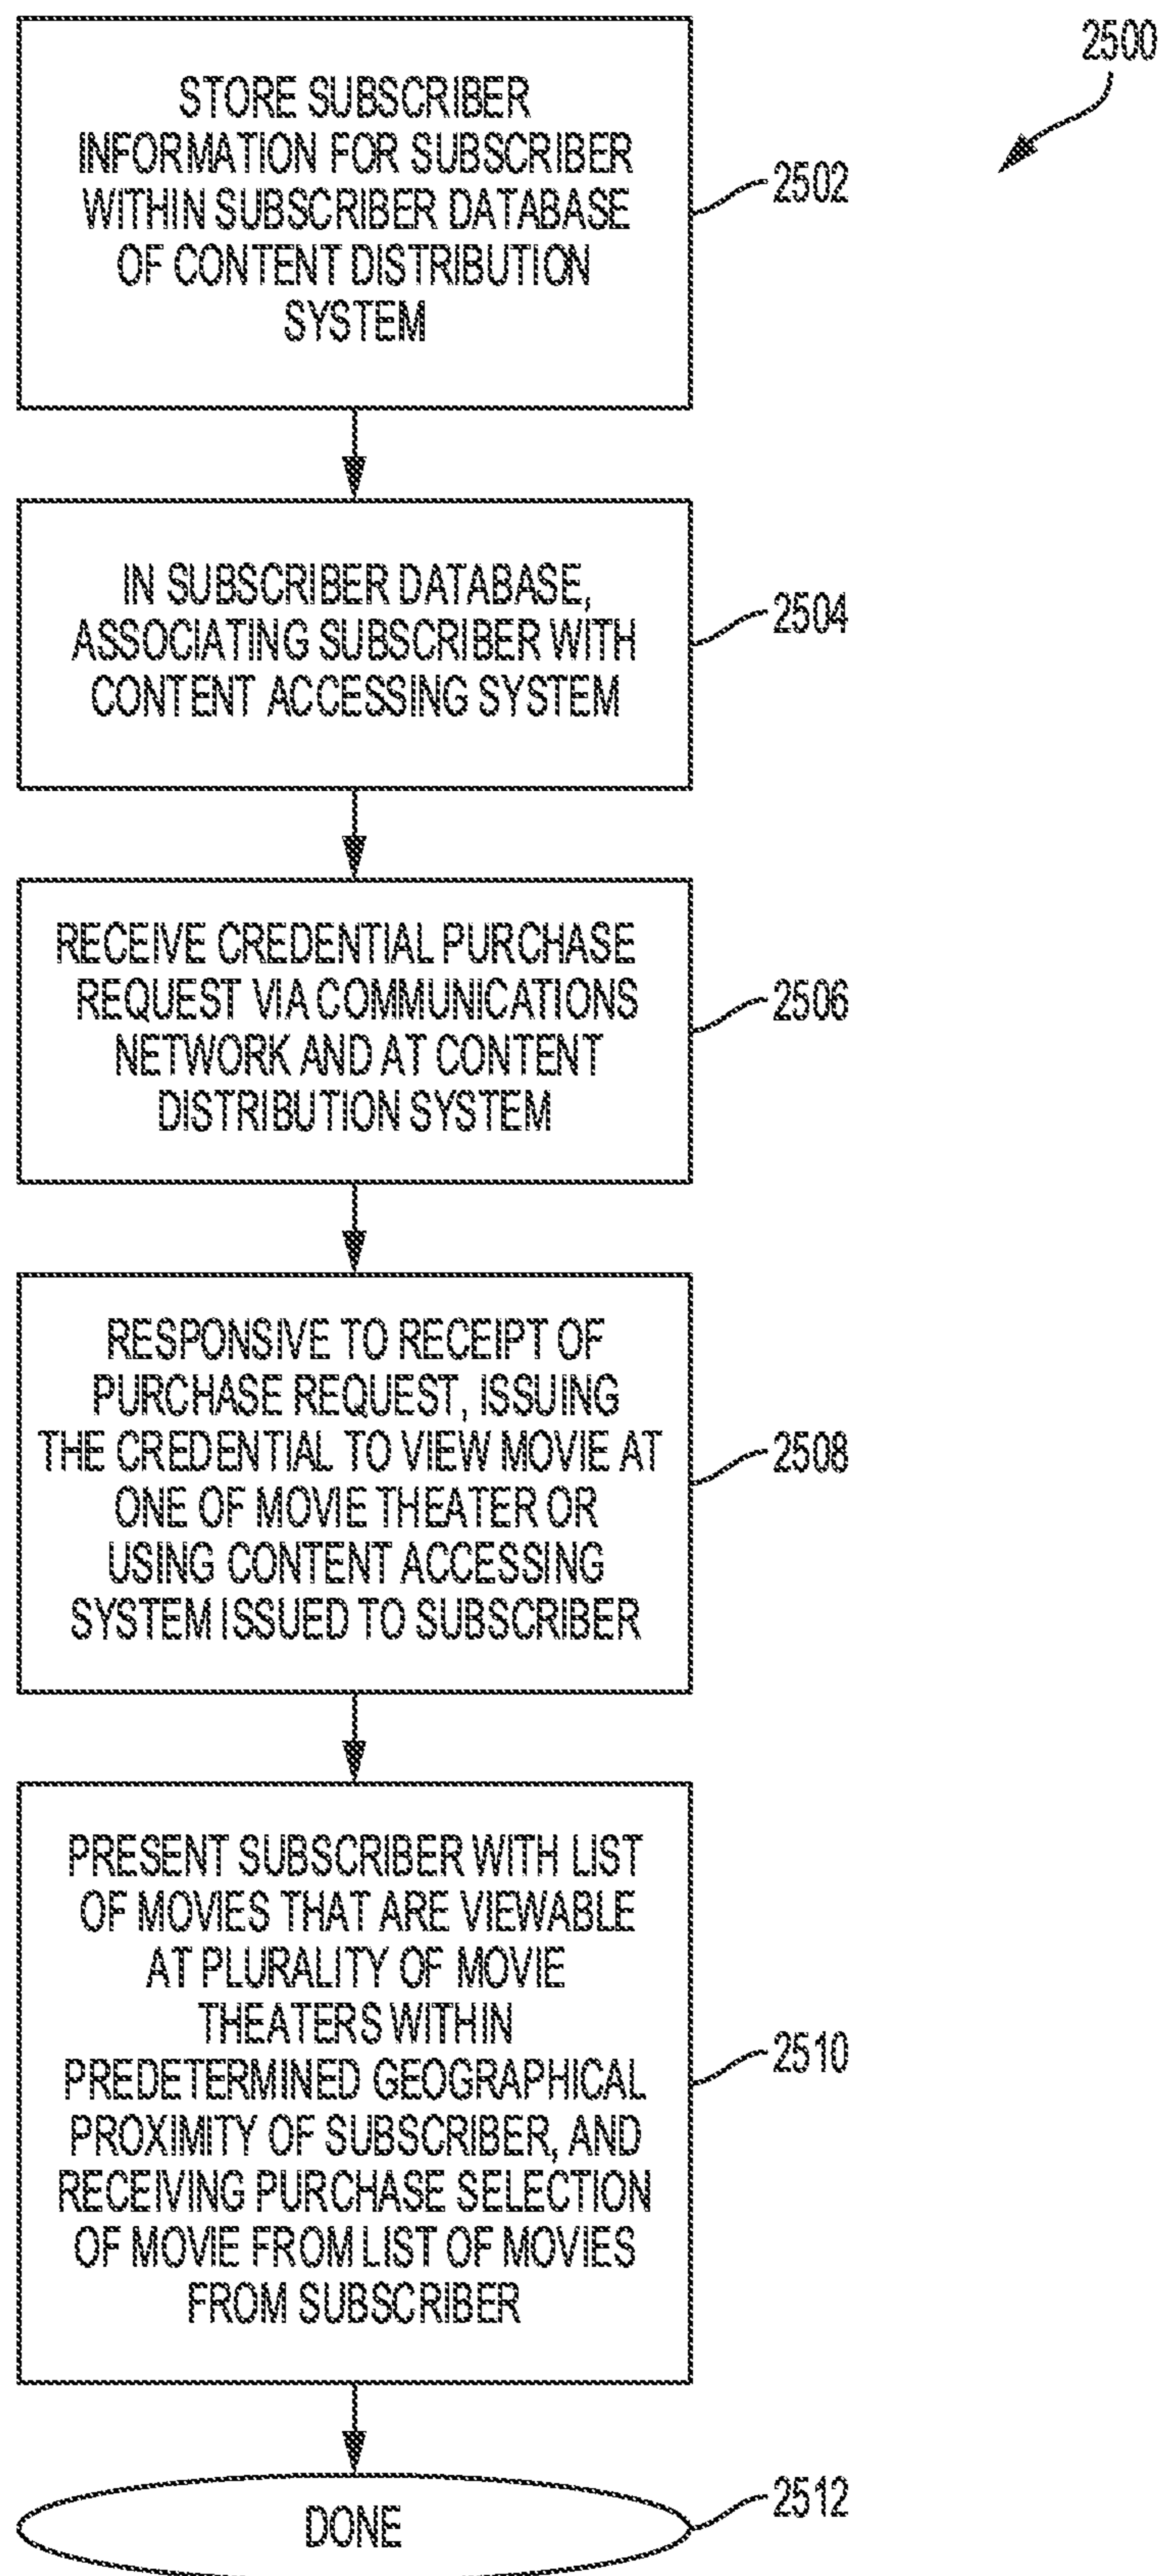 2500
STORE SUBSCRIBER
INFORMATION FOR SUBSCRIBER
WITHIN SUBSCRIBER DATABASE
OF CONTENT DISTRIBUTION
SYSTEM
2502
IN SUBSCRIBER DATABASE,
ASSOCIATING SUBSCRIBER WITH
CONTENT ACCESSING SYSTEM
2504
RECEIVE CREDENTIAL PURCHASE
REQUEST VIA COMMUNICATIONS
NETWORK AND AT CONTENT
DISTRIBUTION SYSTEM
2506
RESPONSIVE TO RECEIPT OF
PURCHASE REQUEST, ISSUING
THE CREDENTIAL TO VIEW MOVIE AT
ONE OF MOVIE THEATER OR
USING CONTENT ACCESSING
SYSTEM ISSUED TO SUBSCRIBER
2508
PRESENT SUBSCRIBER WITH LIST
OF MOVIES THAT ARE VIEWABLE
AT PLURALITY OF MOVIE
THEATERS WITHIN
PREDETERMINED GEOGRAPHICAL
PROXIMITY OF SUBSCRIBER, AND
RECEIVING PURCHASE SELECTION
OF MOVIE FROM LIST OF MOVIES
FROM SUBSCRIBER
2510
DONE
2512